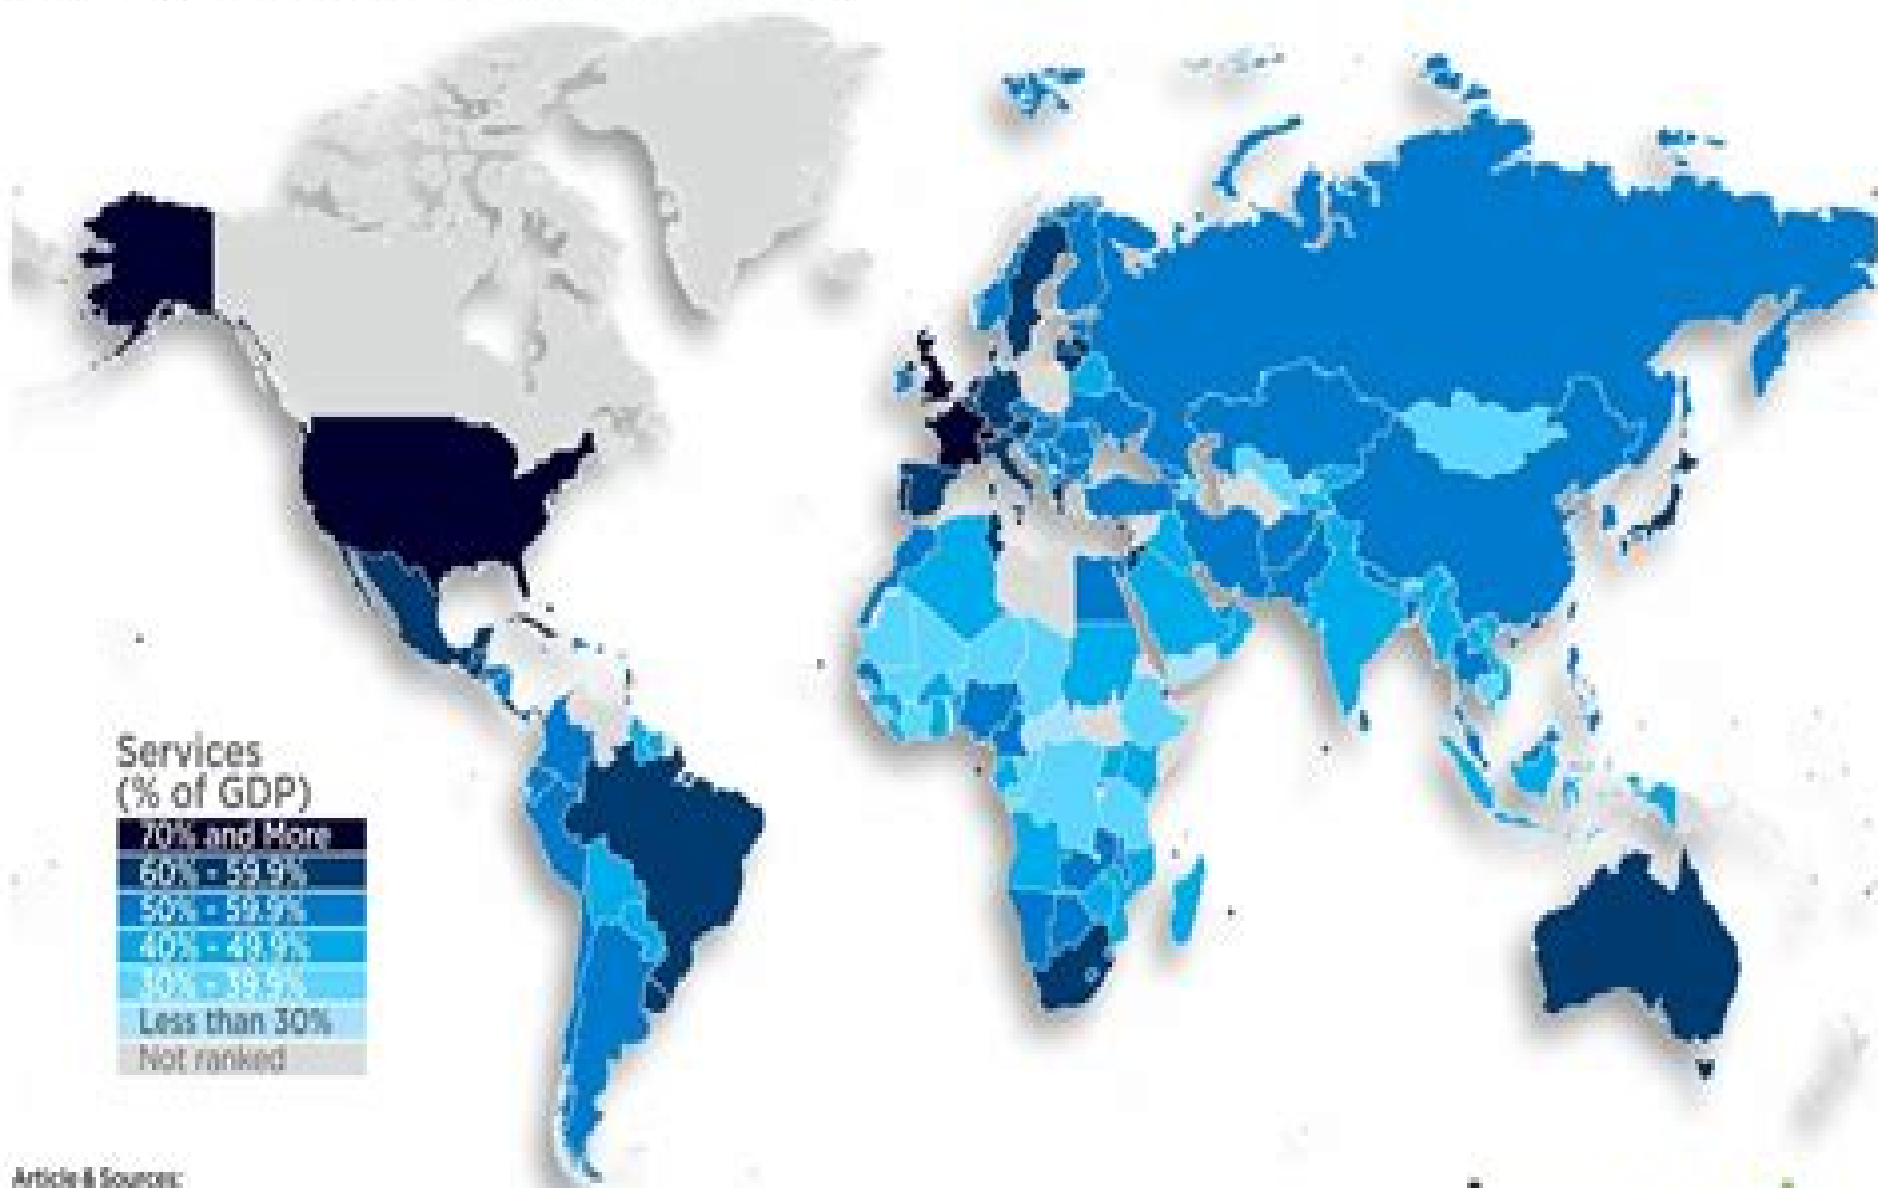 Services
(% of GDP)
70% and More
60% - 59.9%
50% - 59.9%
40% - 49.9%
30% - 39.9%
Less than 30%
Not ranked
Article & Sources: